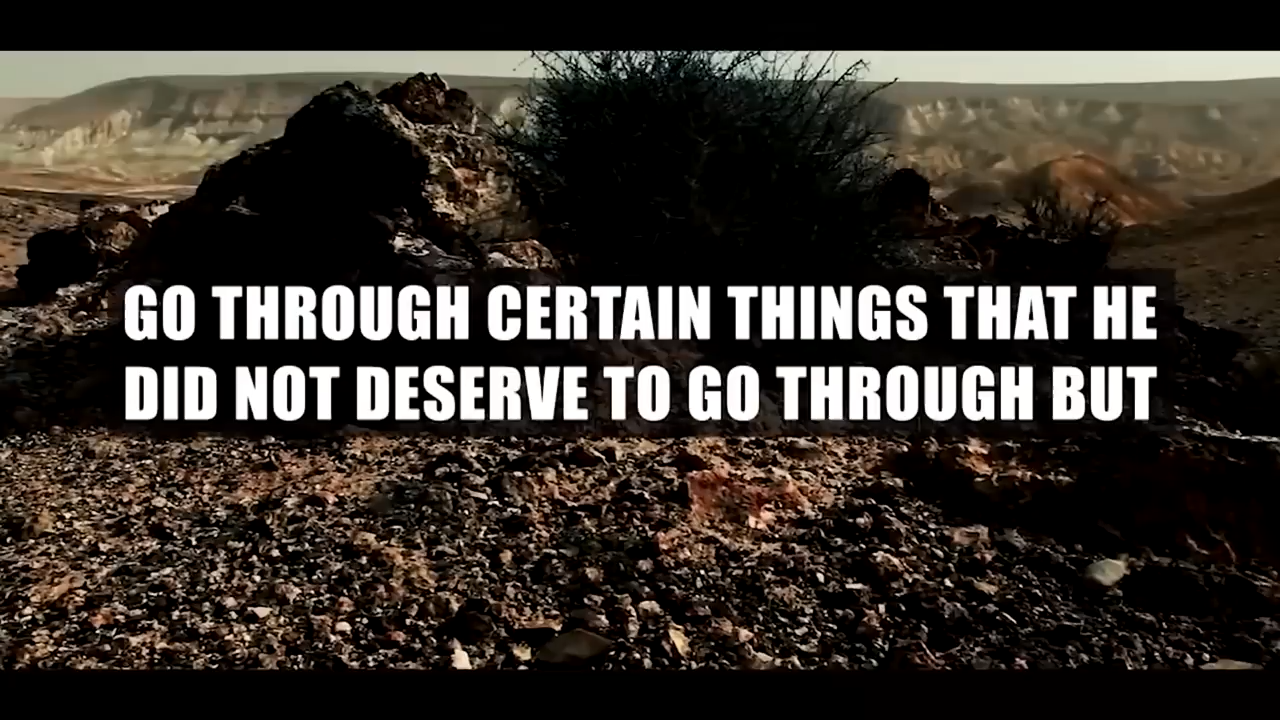 GO THROUGH CERTAIN THINGS THAT HE
DID NOT DESERVE TO GO THROUGH BUT